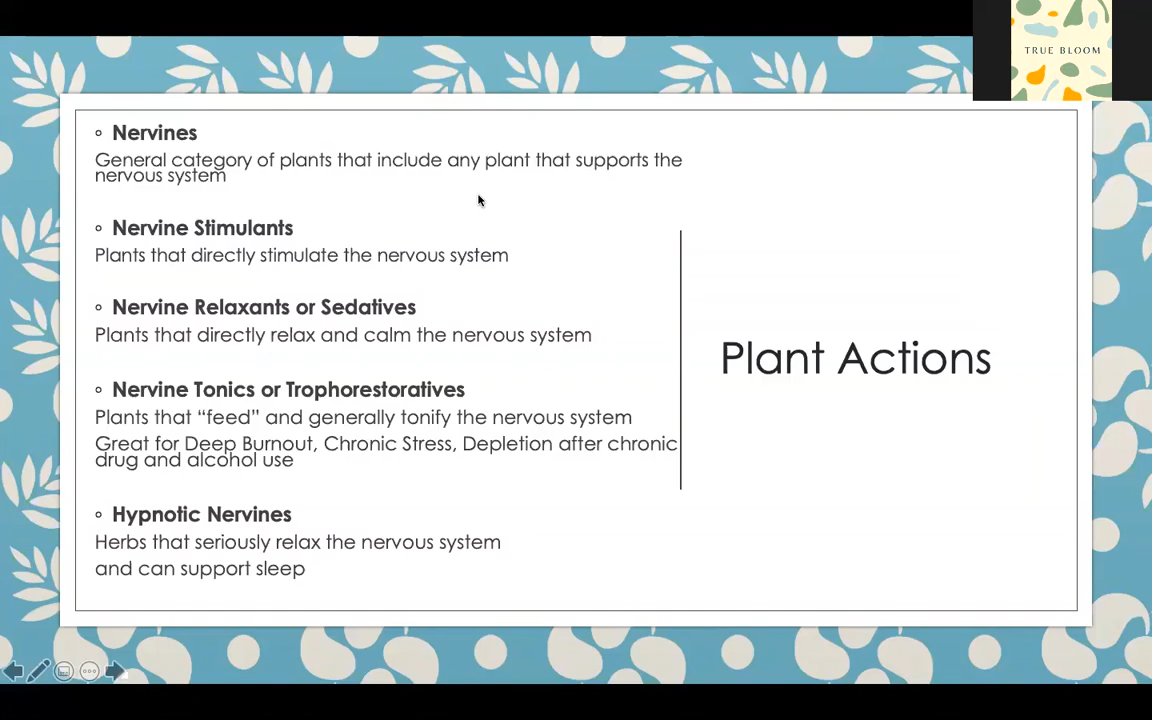 TRUE BLOOM
Nervines
General category of plants that include any plant that supports the
nervous system
Nervine Stimulants
Plants that directly stimulate the nervous system
Nervine Relaxants or Sedatives
Plants that directly relax and calm the nervous system
Nervine Tonics or Trophorestoratives
Plants that “feed” and generally tonify the nervous system
Great for Deep Burnout, Chronic Stress, Depletion after chronic
drug and alcohol use
Hypnotic Nervines
Herbs that seriously relax the nervous system
and can support sleep
Plant Actions